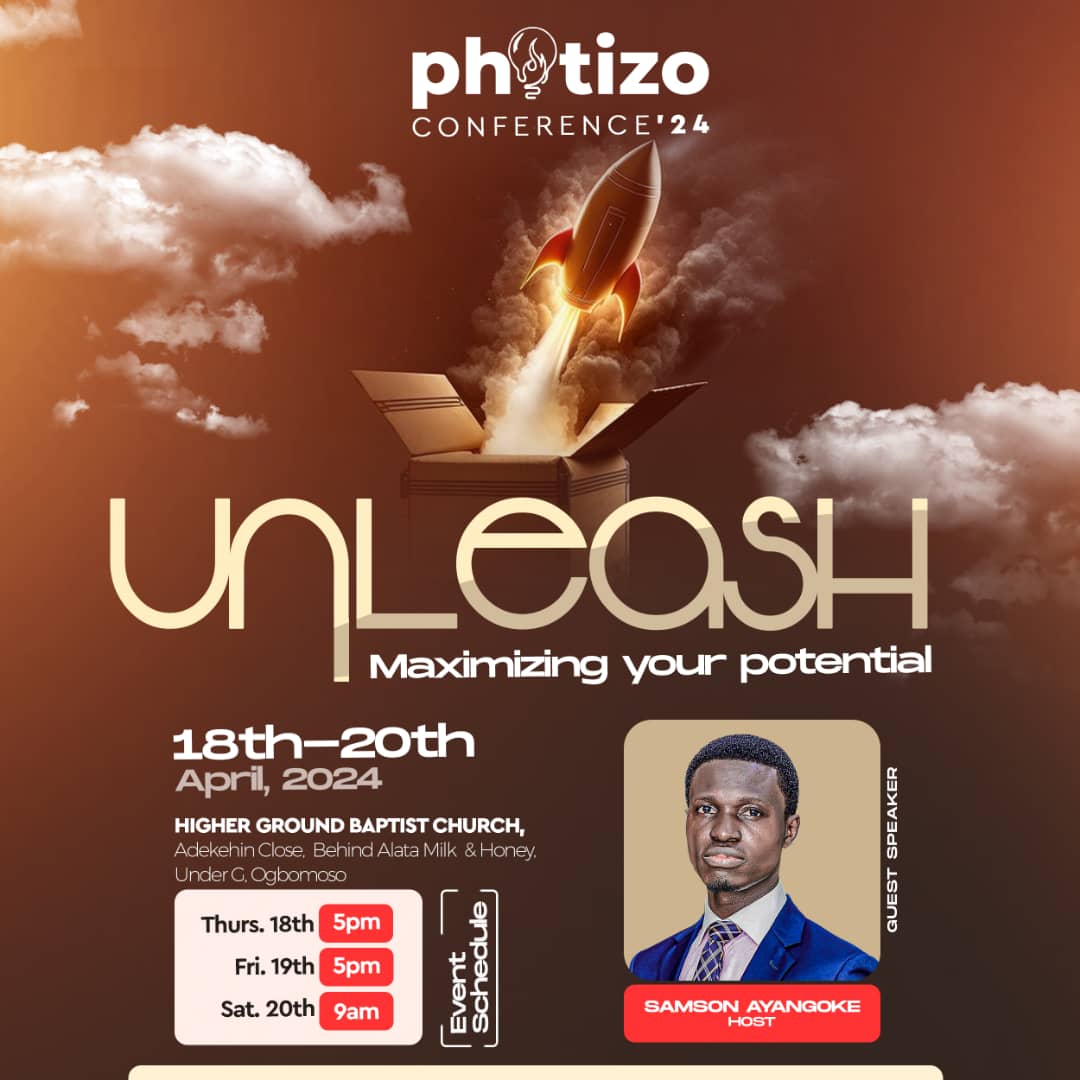 photizo
CONFERENCE'24
UNLEASH
Maximizing your potential
18th–20th
April, 2024
HIGHER GROUND BAPTIST CHURCH,
Adekehin Close, Behind Alata Milk & Honey,
Under G, Ogbomoso
Thurs. 18th 5pm
Fri. 19th 5pm
Sat. 20th 9am
Event
Schedule
GUEST SPEAKER
SAMSON AYANGOKE
HOST